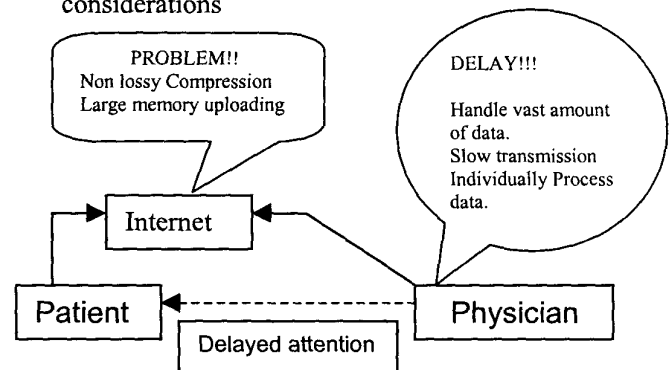 considerations
PROBLEM!!
Non lossy Compression
Large memory uploading
DELAY!!!
Handle vast amount
of data.
Slow transmission
Individually Process
data.
Internet
Patient
Physician
Delayed attention